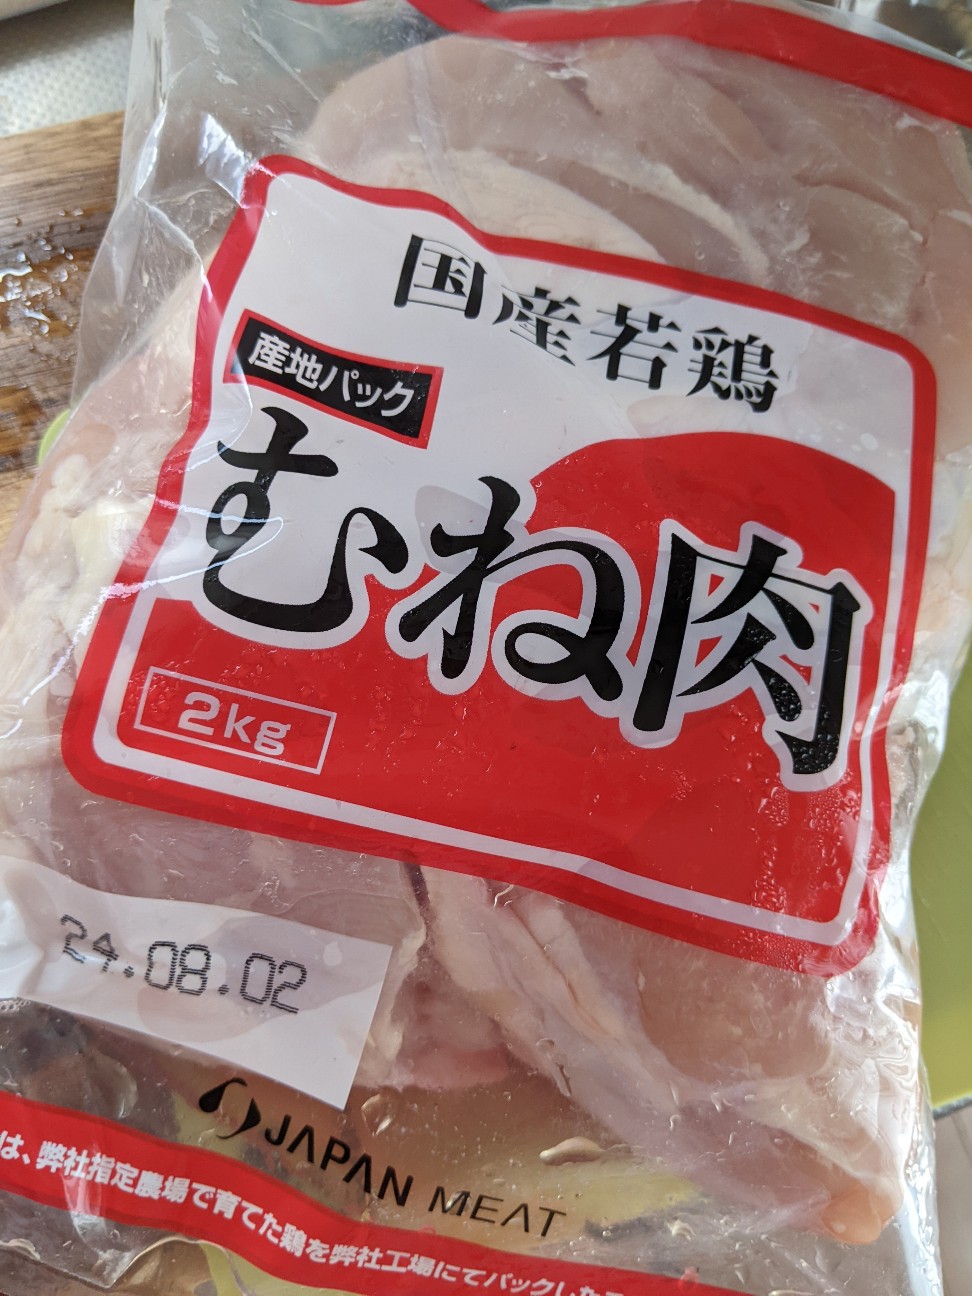 国産若鶏
産地パック
むね肉
2kg
24.08.02
JAPAN MEAT
は、弊社指定農場で育てた鶏を弊社工場にてパックした